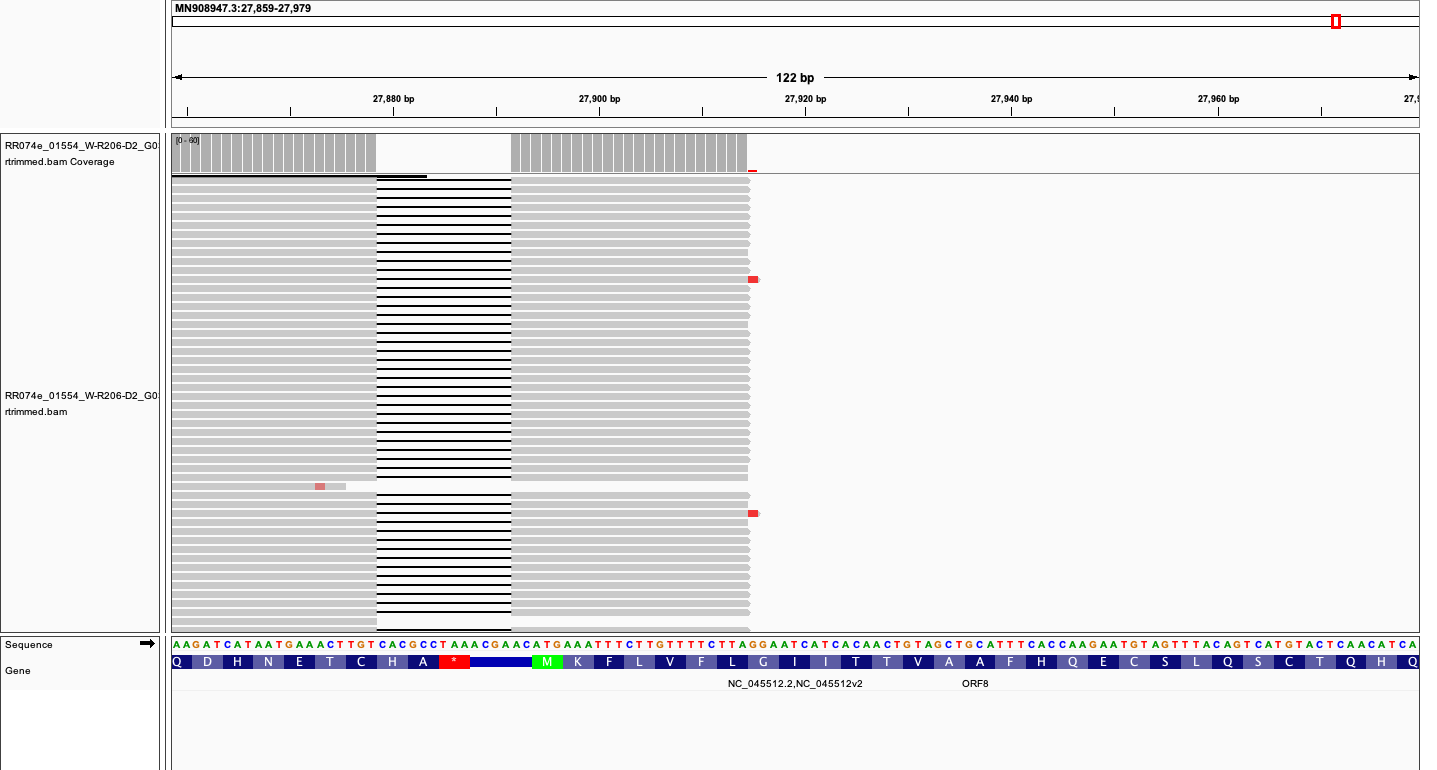 MN908947.3:27,859-27,979
122 bp
27,880 bp 27,900 bp 27,920 bp 27,940 bp 27,960 bp 27,9
RR074e_01554_W-R206-D2_G0
rtrimmed.bam Coverage
[0 - 60]
RR074e_01554_W-R206-D2_G0
rtrimmed.bam
Sequence
AAGATCATAATGAAACTTGTCACGCCTAAACGAACATGAAATTTCTTGTTTTCTTAGGAATCATCACAACTGTAGCTGCATTTCACCAAGAATGTAGTTTACAGTCATGTACTCAACATCA
Gene
Q D H N E T C H A * M K F L V F L G I I T T V A A F H Q E C S L Q S C T Q H Q
NC_045512.2,NC_045512v2 ORF8